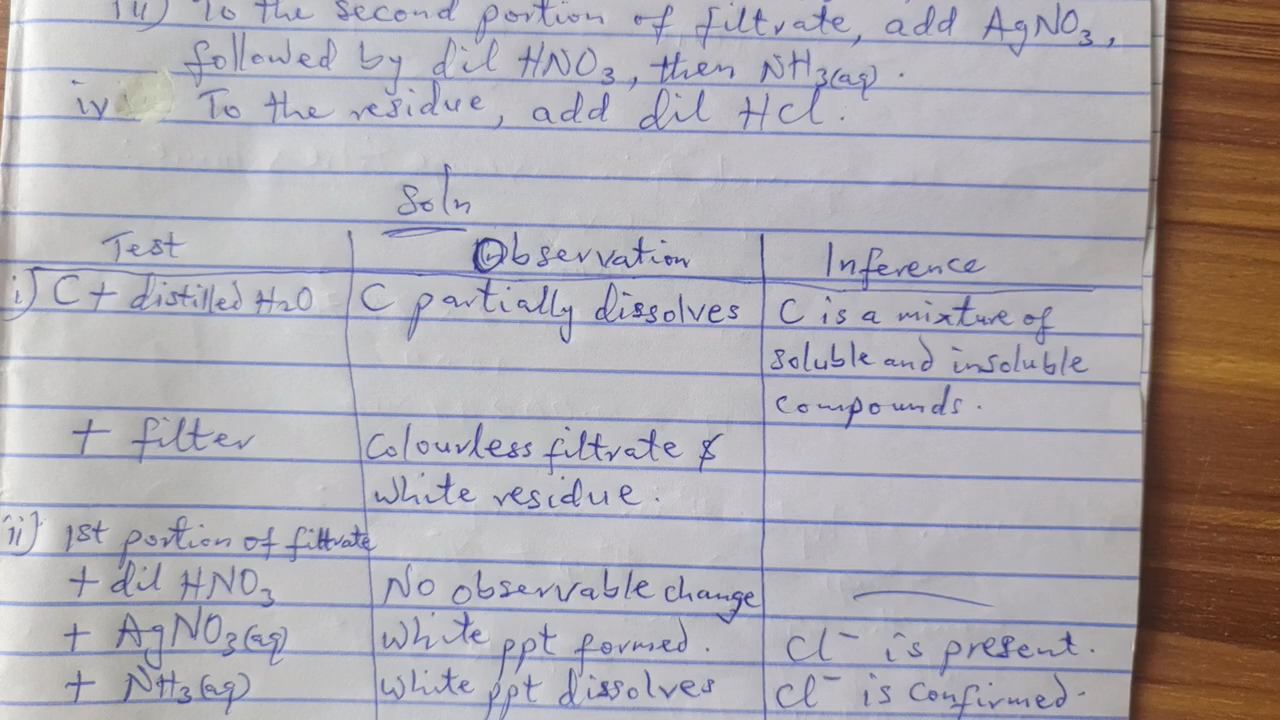 iii) To the second portion of filtrate, add AgNO3,
followed by dil HNO3, then NH3(aq).
iv To the residue, add dil HCl.
Soln
Test Observation Inference
i) C + distilled H2O C partially dissolves C is a mixture of
soluble and insoluble
compounds.
+ filter Colourless filtrate &
White residue.
ii) 1st portion of filtrate
+ dil HNO3 No observable change
+ AgNO3(aq) White ppt formed. Cl⁻ is present.
+ NH3(aq) White ppt dissolves Cl⁻ is confirmed.